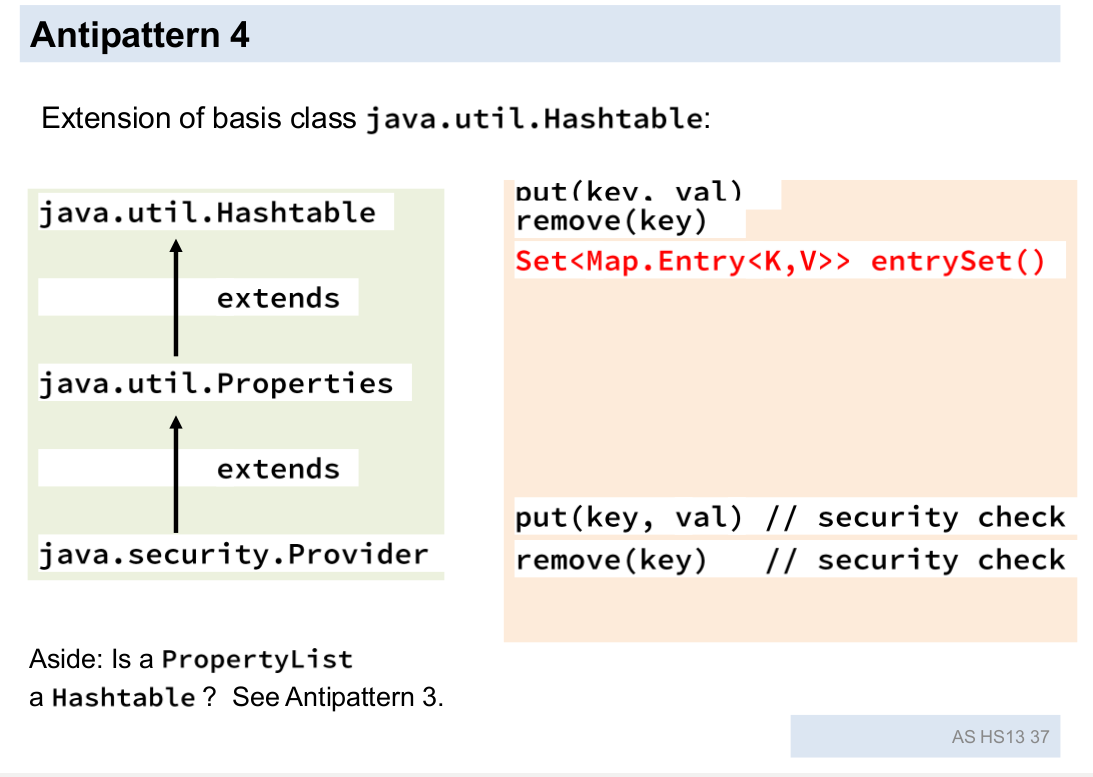 Antipattern 4
Extension of basis class java.util.Hashtable:
java.util.Hashtable
extends
java.util.Properties
extends
java.security.Provider
put(key, val)
remove(key)
Set<Map.Entry<K,V>> entrySet()
put(key, val) // security check
remove(key)   // security check
Aside: Is a PropertyList
a Hashtable ? See Antipattern 3.
AS HS13 37